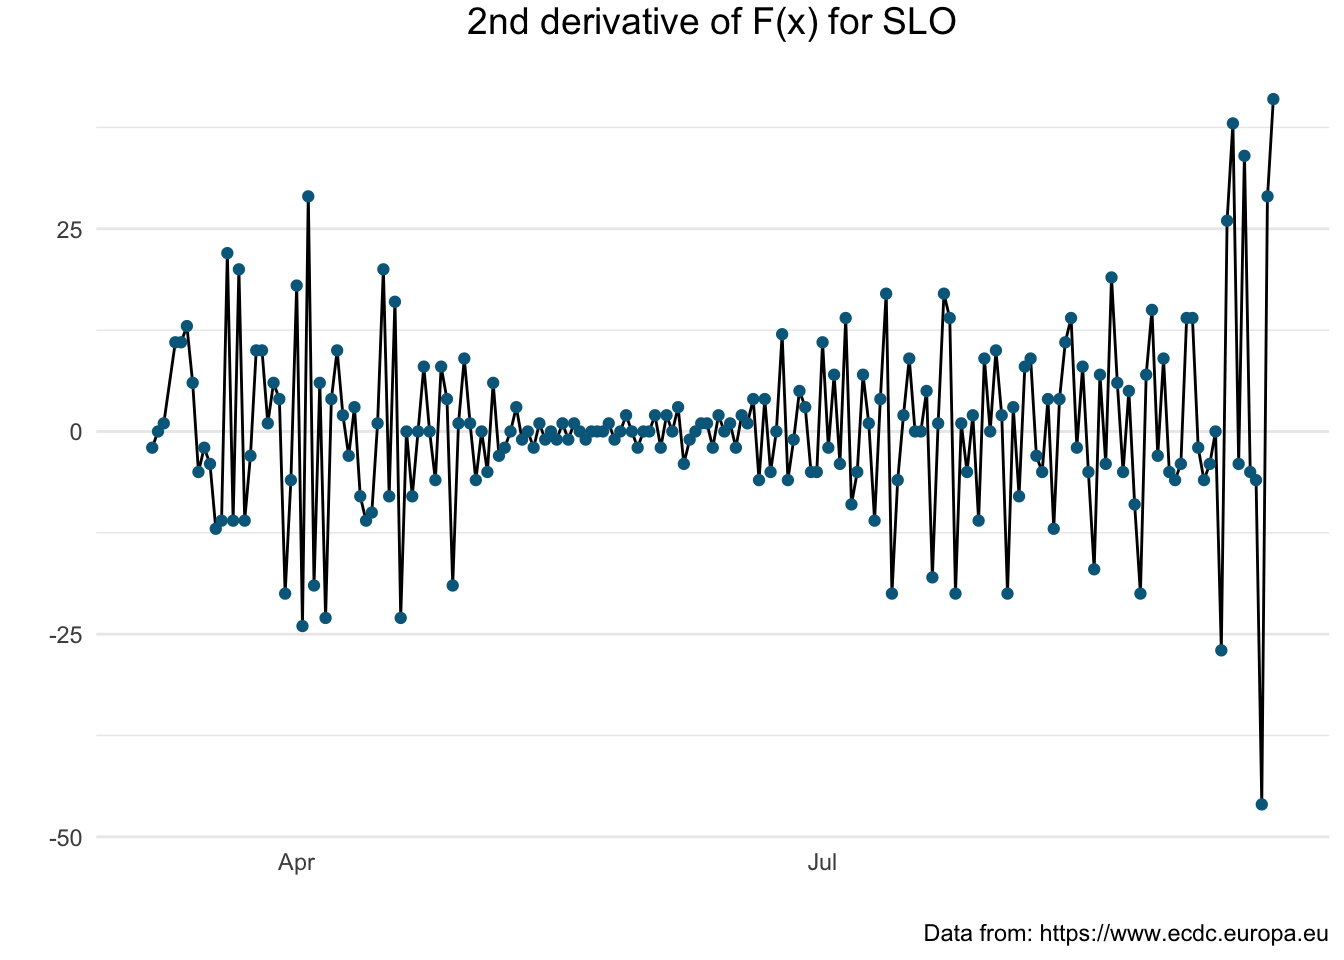 2nd derivative of F(x) for SLO
25
0
-25
-50
Apr
Jul
Data from: https://www.ecdc.europa.eu